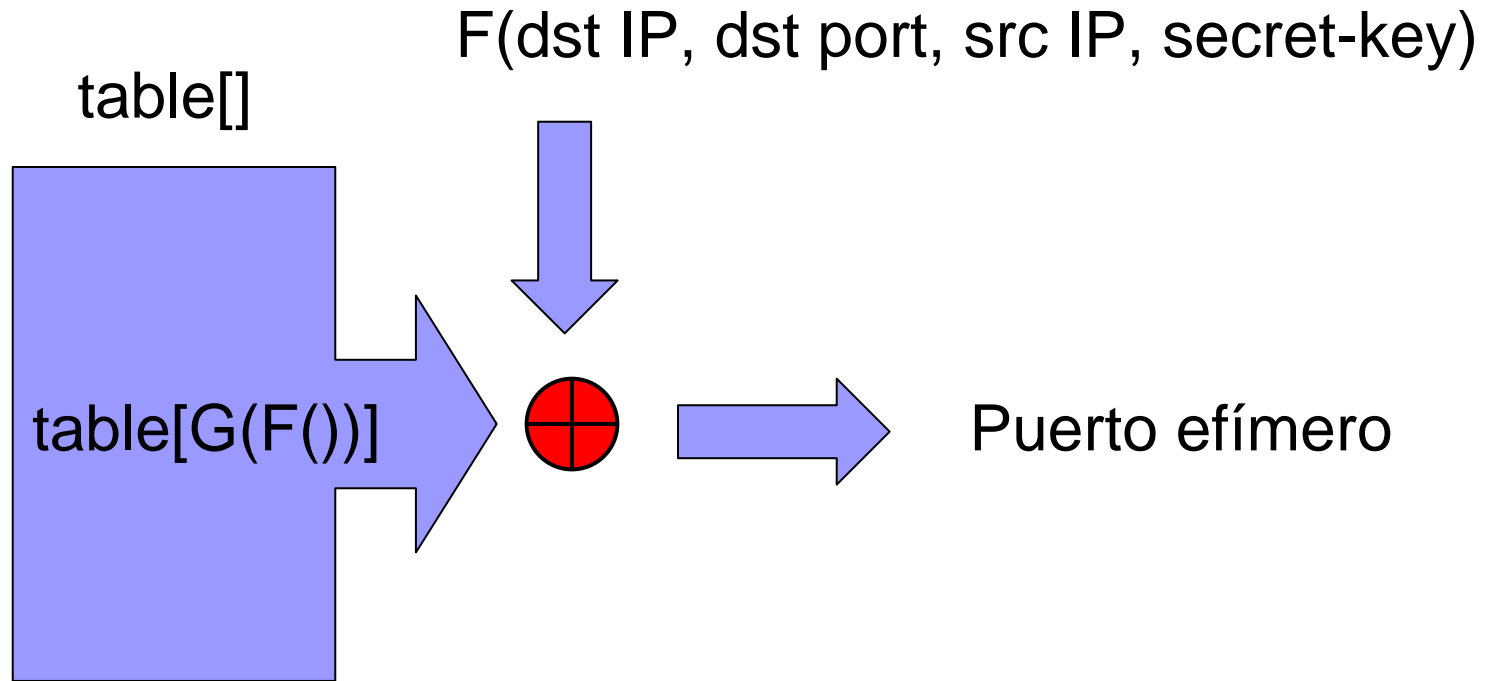 F(dst IP, dst port, src IP, secret-key)
table[]
table[G(F())]
Puerto efímero